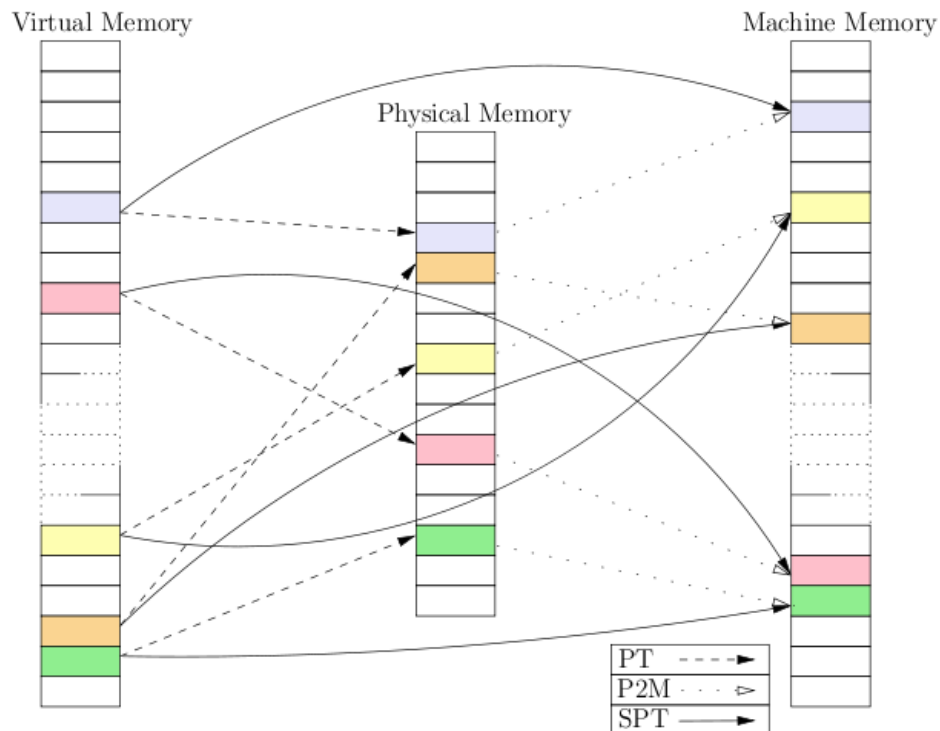 Virtual Memory
Machine Memory
Physical Memory
PT
P2M
SPT